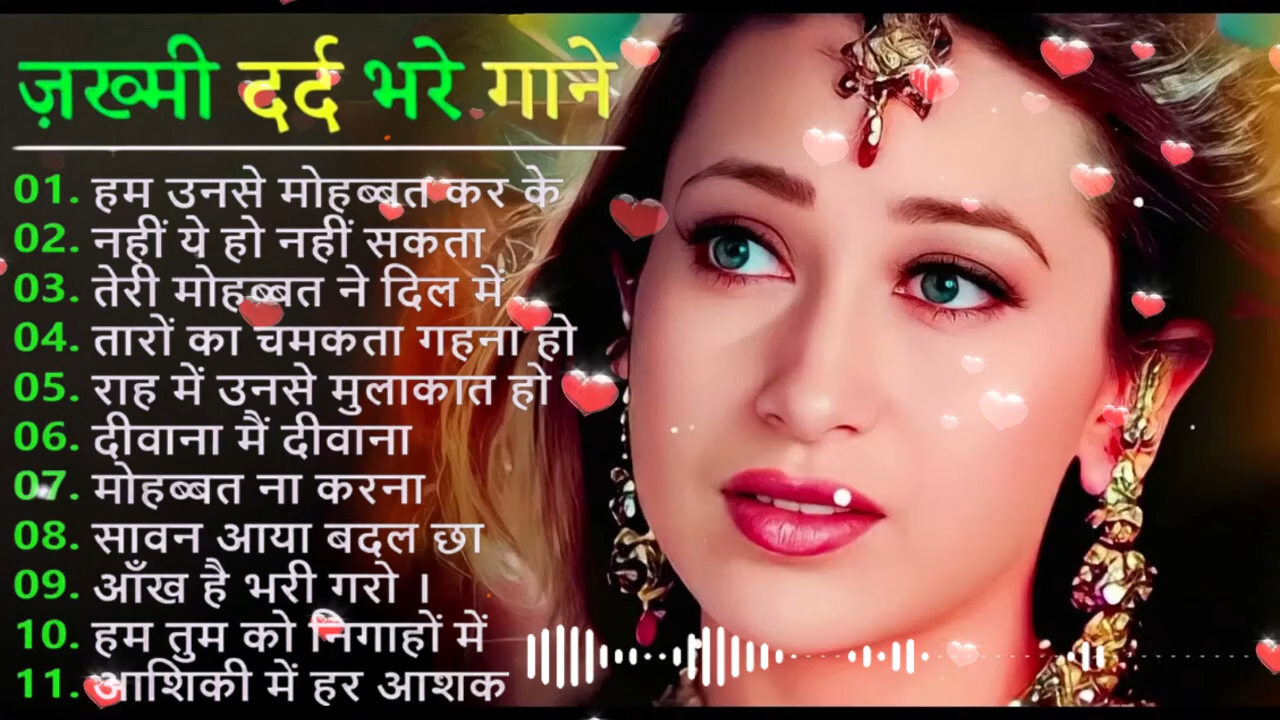 ज़ख्मी दर्द भरे गाने
01. हम उनसे मोहब्बत कर के
02. नहीं ये हो नहीं सकता
03. तेरी मोहब्बत ने दिल में
04. तारों का चमकता गहना हो
05. राह में उनसे मुलाकात हो
06. दीवाना मैं दीवाना
07. मोहब्बत ना करना
08. सावन आया बदल छा
09. आँख है भरी गरो ।
10. हम तुम को निगाहों में
11. आशिकी में हर आशक